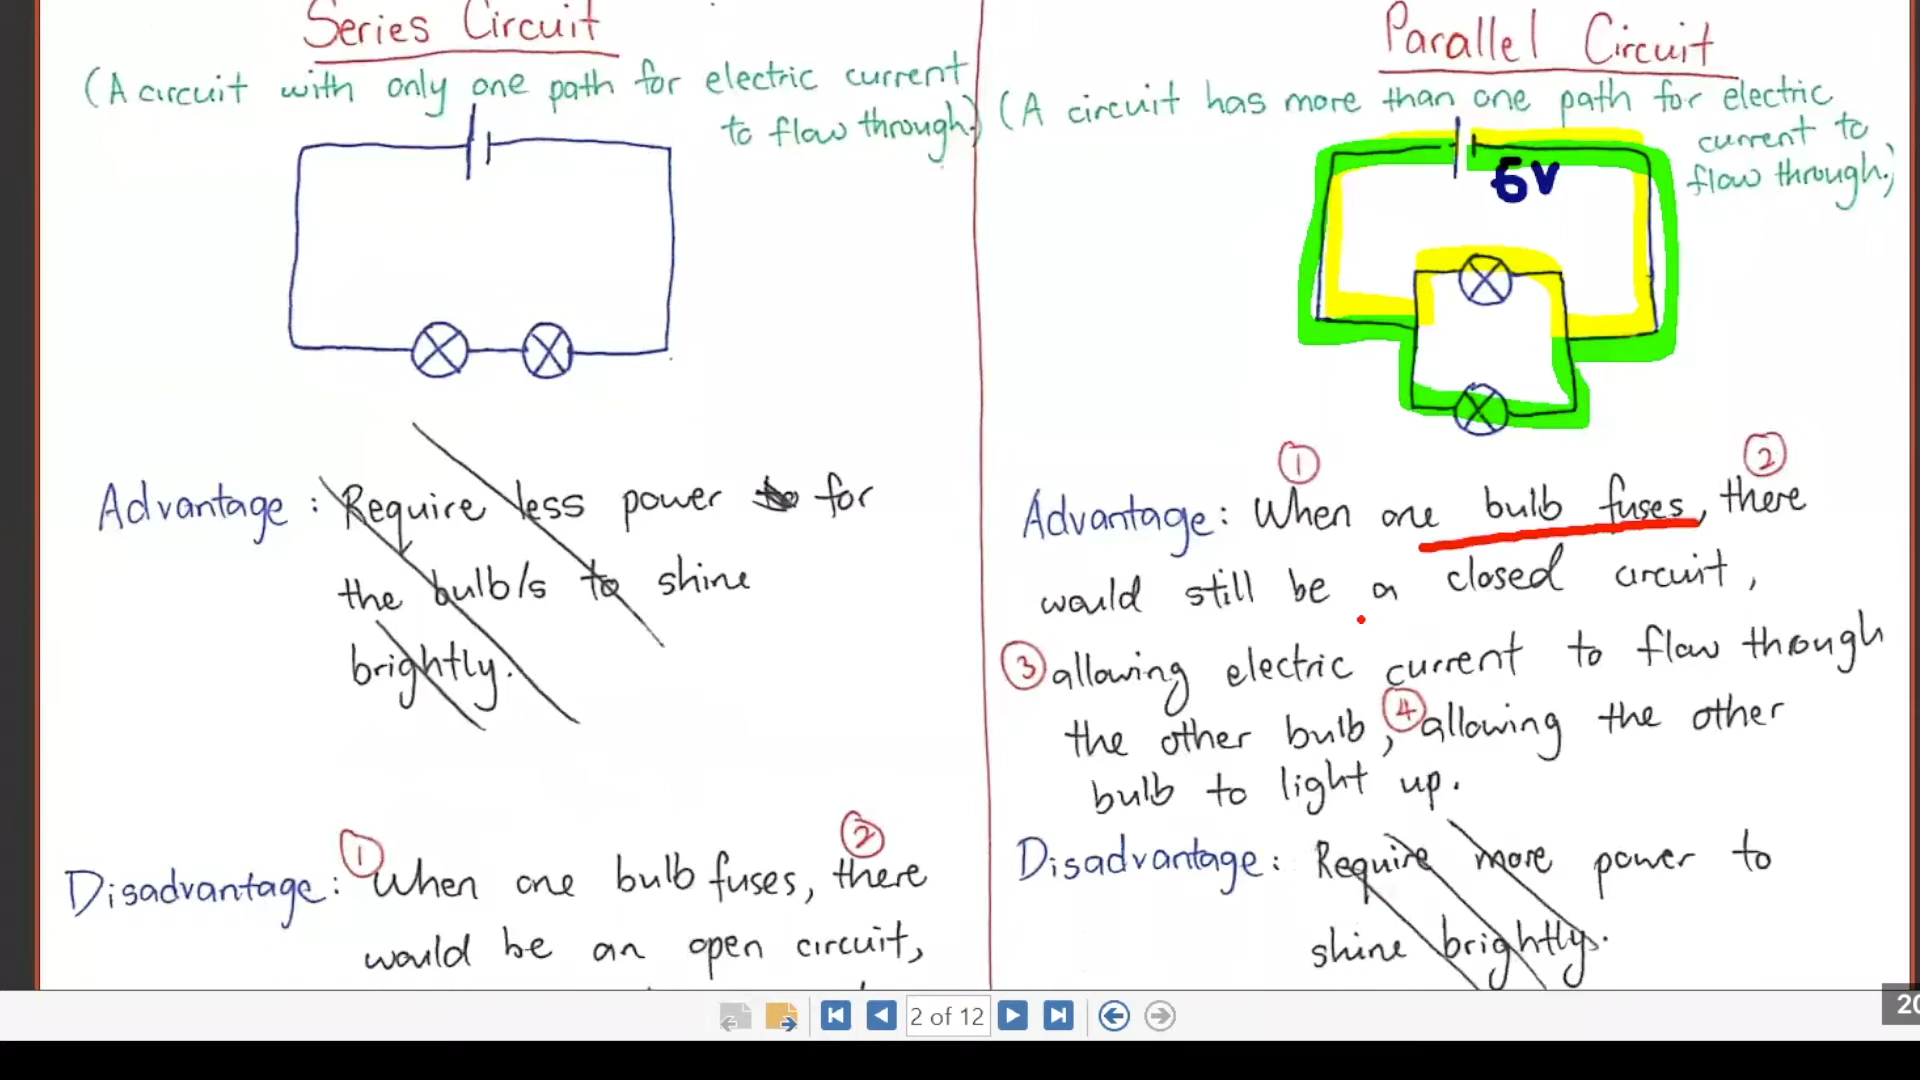 Series Circuit
(A circuit with only one path for electric current
to flow through.)
Advantage: Require less power for
the bulb/s to shine
brightly.
Disadvantage: ① When one bulb fuses, ② there
would be an open circuit,
Parallel Circuit
(A circuit has more than one path for electric
current to
flow through.)
6V
Advantage: ① When one bulb fuses, ② there
would still be a closed circuit,
③ allowing electric current to flow through
the other bulb, ④ allowing the other
bulb to light up.
Disadvantage: Require more power to
shine brightly.
2 of 12